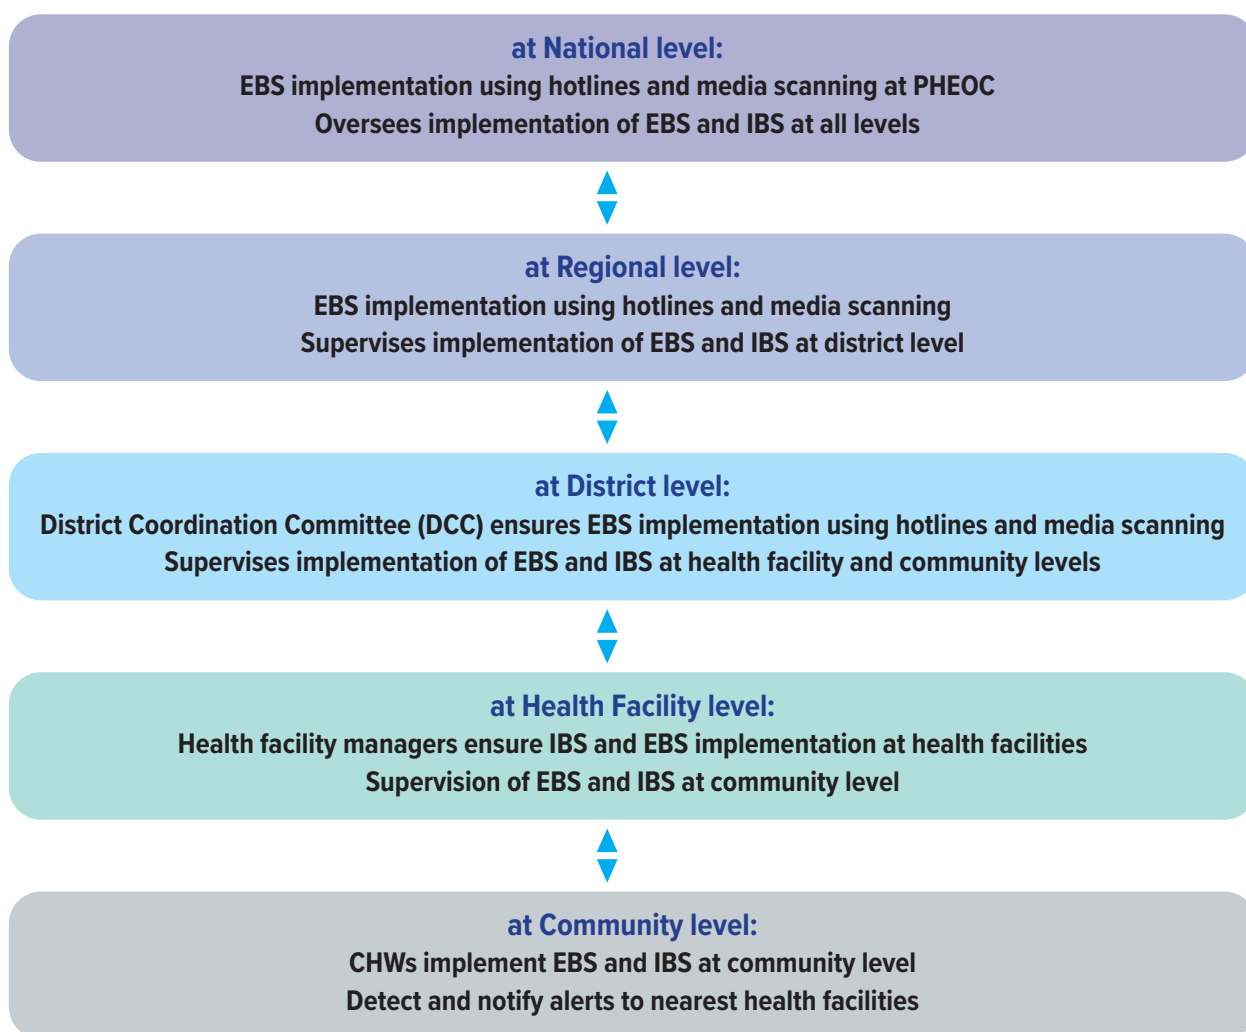 at National level:
EBS implementation using hotlines and media scanning at PHEOC
Oversees implementation of EBS and IBS at all levels
at Regional level:
EBS implementation using hotlines and media scanning
Supervises implementation of EBS and IBS at district level
at District level:
District Coordination Committee (DCC) ensures EBS implementation using hotlines and media scanning
Supervises implementation of EBS and IBS at health facility and community levels
at Health Facility level:
Health facility managers ensure IBS and EBS implementation at health facilities
Supervision of EBS and IBS at community level
at Community level:
CHWs implement EBS and IBS at community level
Detect and notify alerts to nearest health facilities